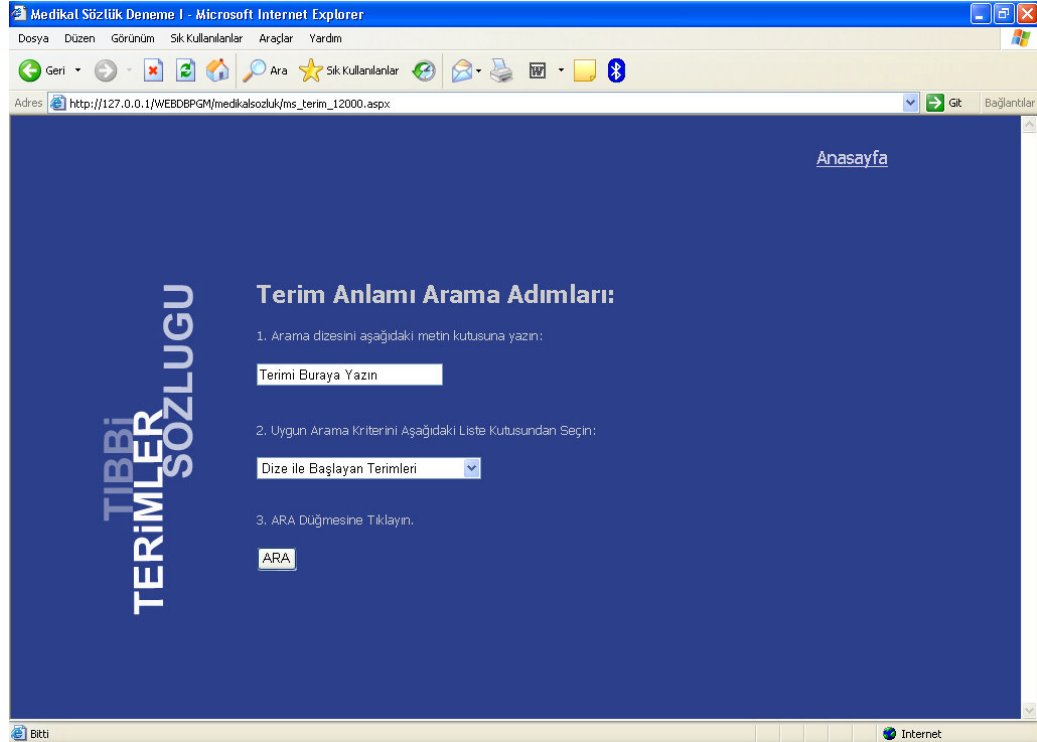 Medikal Sözlük Deneme I - Microsoft Internet Explorer
Dosya Düzen Görünüm Sık Kullanılanlar Araçlar Yardım
Geri Ara Sık Kullanılanlar
Adres http://127.0.0.1/WEBDBPGM/medikalsozluk/ms_terim_12000.aspx Git Bağlantılar
Anasayfa
TIBBi
TERiMLER
SOZLUGU
Terim Anlamı Arama Adımları:
1. Arama dizesini aşağıdaki metin kutusuna yazın:
Terimi Buraya Yazın
2. Uygun Arama Kriterini Aşağıdaki Liste Kutusundan Seçin:
Dize ile Başlayan Terimleri
3. ARA Düğmesine Tıklayın.
ARA
Bitti Internet